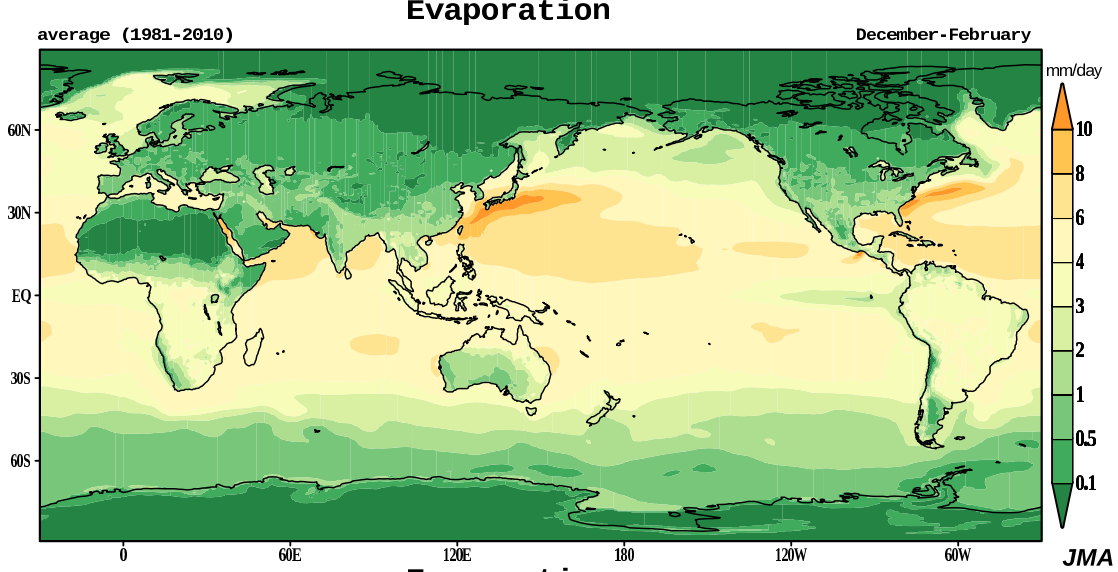 Evaporation
average (1981-2010) December-February
mm/day
10
8
6
4
3
2
1
0.5
0.1
60N
30N
EQ
30S
60S
0 60E 120E 180 120W 60W
JMA